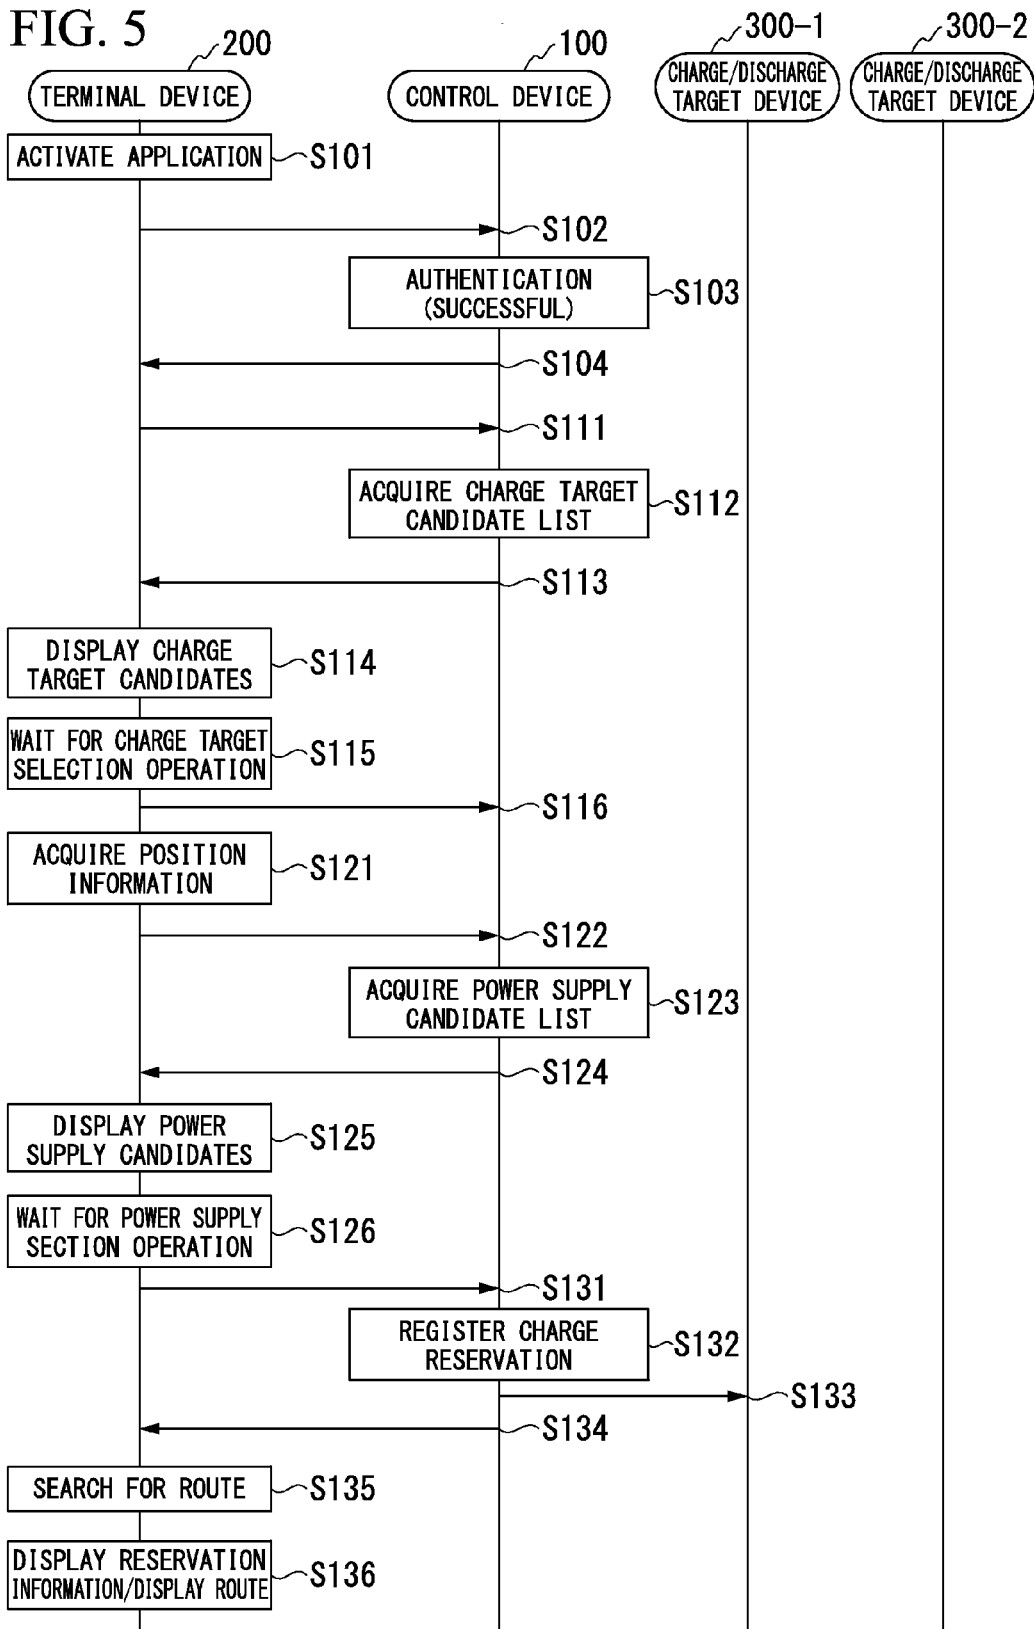 FIG. 5
200
100
300-1
300-2
TERMINAL DEVICE
CONTROL DEVICE
CHARGE/DISCHARGE
TARGET DEVICE
CHARGE/DISCHARGE
TARGET DEVICE
ACTIVATE APPLICATION
S101
S102
AUTHENTICATION
(SUCCESSFUL)
S103
S104
S111
ACQUIRE CHARGE TARGET
CANDIDATE LIST
S112
S113
DISPLAY CHARGE
TARGET CANDIDATES
S114
WAIT FOR CHARGE TARGET
SELECTION OPERATION
S115
S116
ACQUIRE POSITION
INFORMATION
S121
S122
ACQUIRE POWER SUPPLY
CANDIDATE LIST
S123
S124
DISPLAY POWER
SUPPLY CANDIDATES
S125
WAIT FOR POWER SUPPLY
SECTION OPERATION
S126
S131
REGISTER CHARGE
RESERVATION
S132
S133
S134
SEARCH FOR ROUTE
S135
DISPLAY RESERVATION
INFORMATION/DISPLAY ROUTE
S136